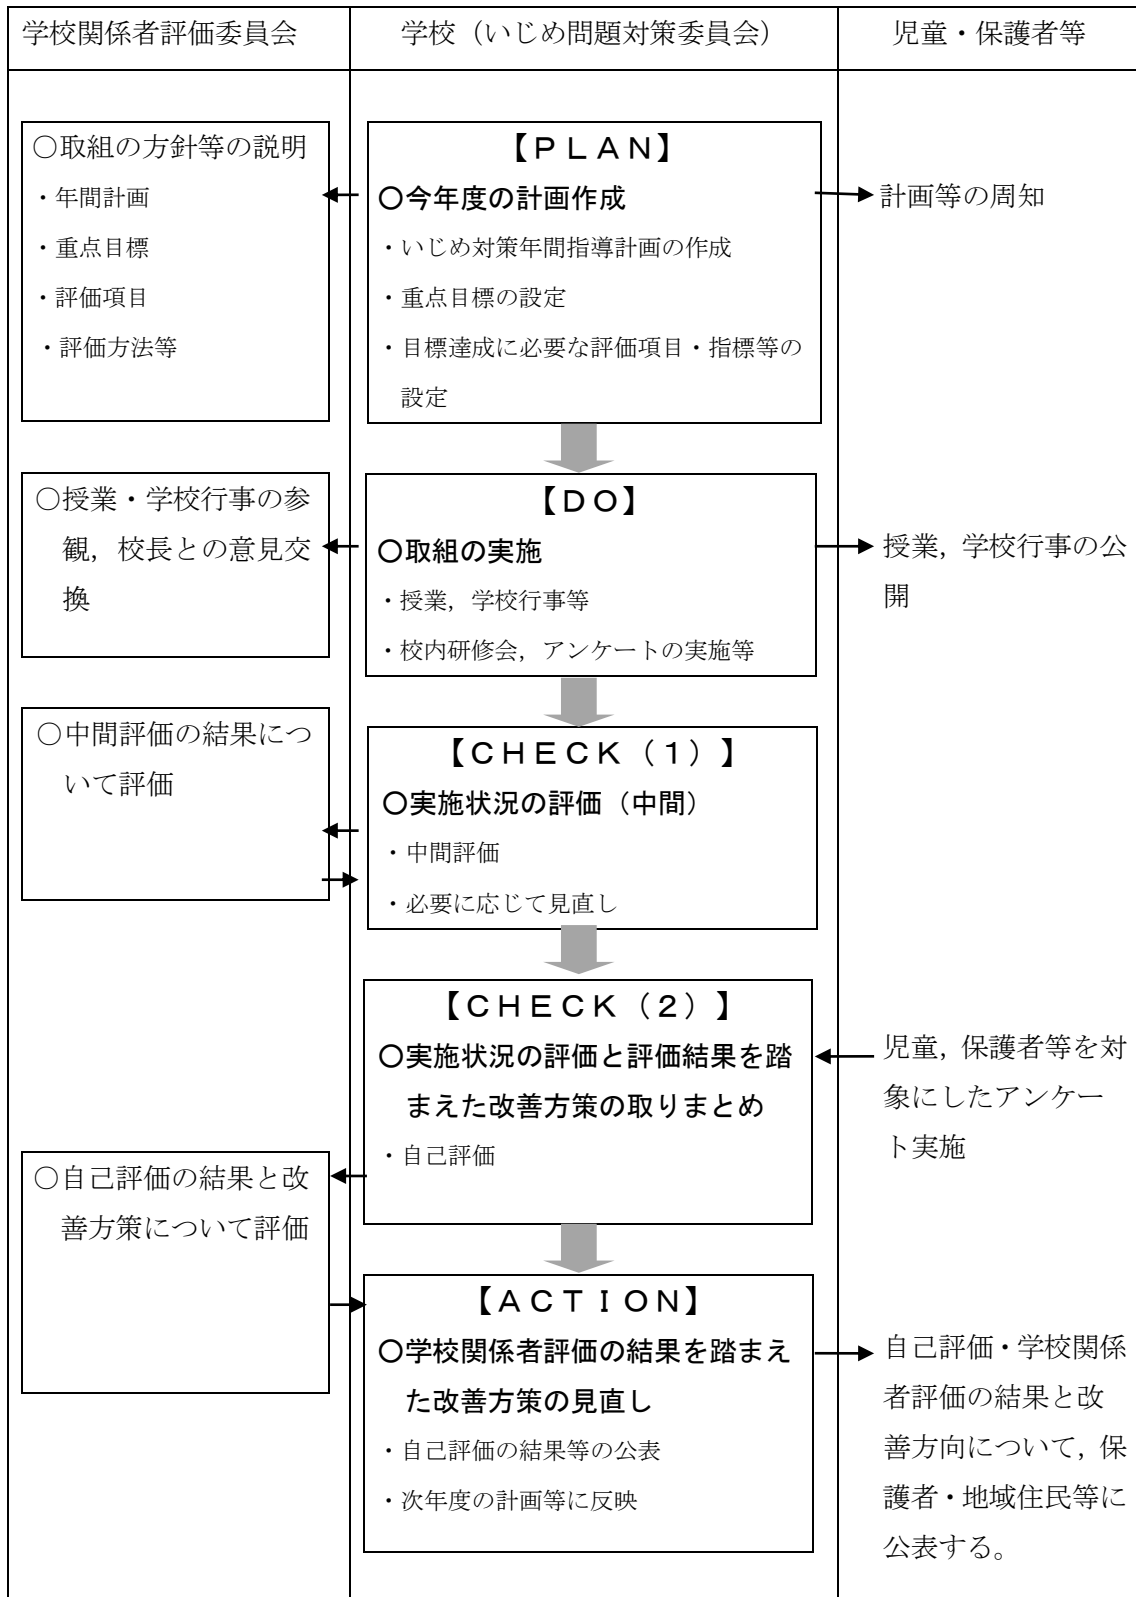 学校関係者評価委員会
学校（いじめ問題対策委員会）
児童・保護者等
〇取組の方針等の説明
・年間計画
・重点目標
・評価項目
・評価方法等
【ＰＬＡＮ】
〇今年度の計画作成
・いじめ対策年間指導計画の作成
・重点目標の設定
・目標達成に必要な評価項目・指標等の
設定
計画等の周知
〇授業・学校行事の参
観，校長との意見交
換
【ＤＯ】
〇取組の実施
・授業，学校行事等
・校内研修会，アンケートの実施等
授業，学校行事の公
開
〇中間評価の結果につ
いて評価
【ＣＨＥＣＫ（１）】
〇実施状況の評価（中間）
・中間評価
・必要に応じて見直し
【ＣＨＥＣＫ（２）】
〇実施状況の評価と評価結果を踏
まえた改善方策の取りまとめ
・自己評価
児童，保護者等を対
象にしたアンケー
ト実施
〇自己評価の結果と改
善方策について評価
【ＡＣＴＩＯＮ】
〇学校関係者評価の結果を踏まえ
た改善方策の見直し
・自己評価の結果等の公表
・次年度の計画等に反映
自己評価・学校関係
者評価の結果と改
善方向について，保
護者・地域住民等に
公表する。